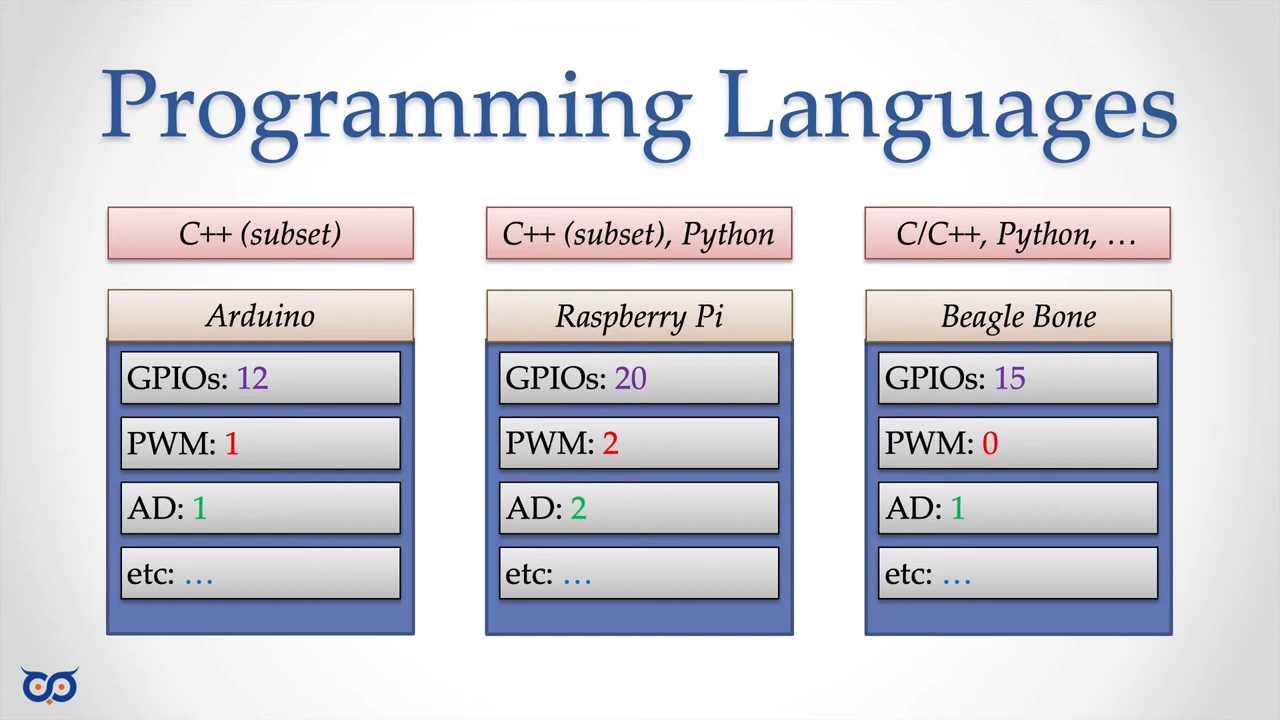 Programming Languages
C++ (subset)
Arduino
GPIOs: 12
PWM: 1
AD: 1
etc: …
C++ (subset), Python
Raspberry Pi
GPIOs: 20
PWM: 2
AD: 2
etc: …
C/C++, Python, …
Beagle Bone
GPIOs: 15
PWM: 0
AD: 1
etc: …